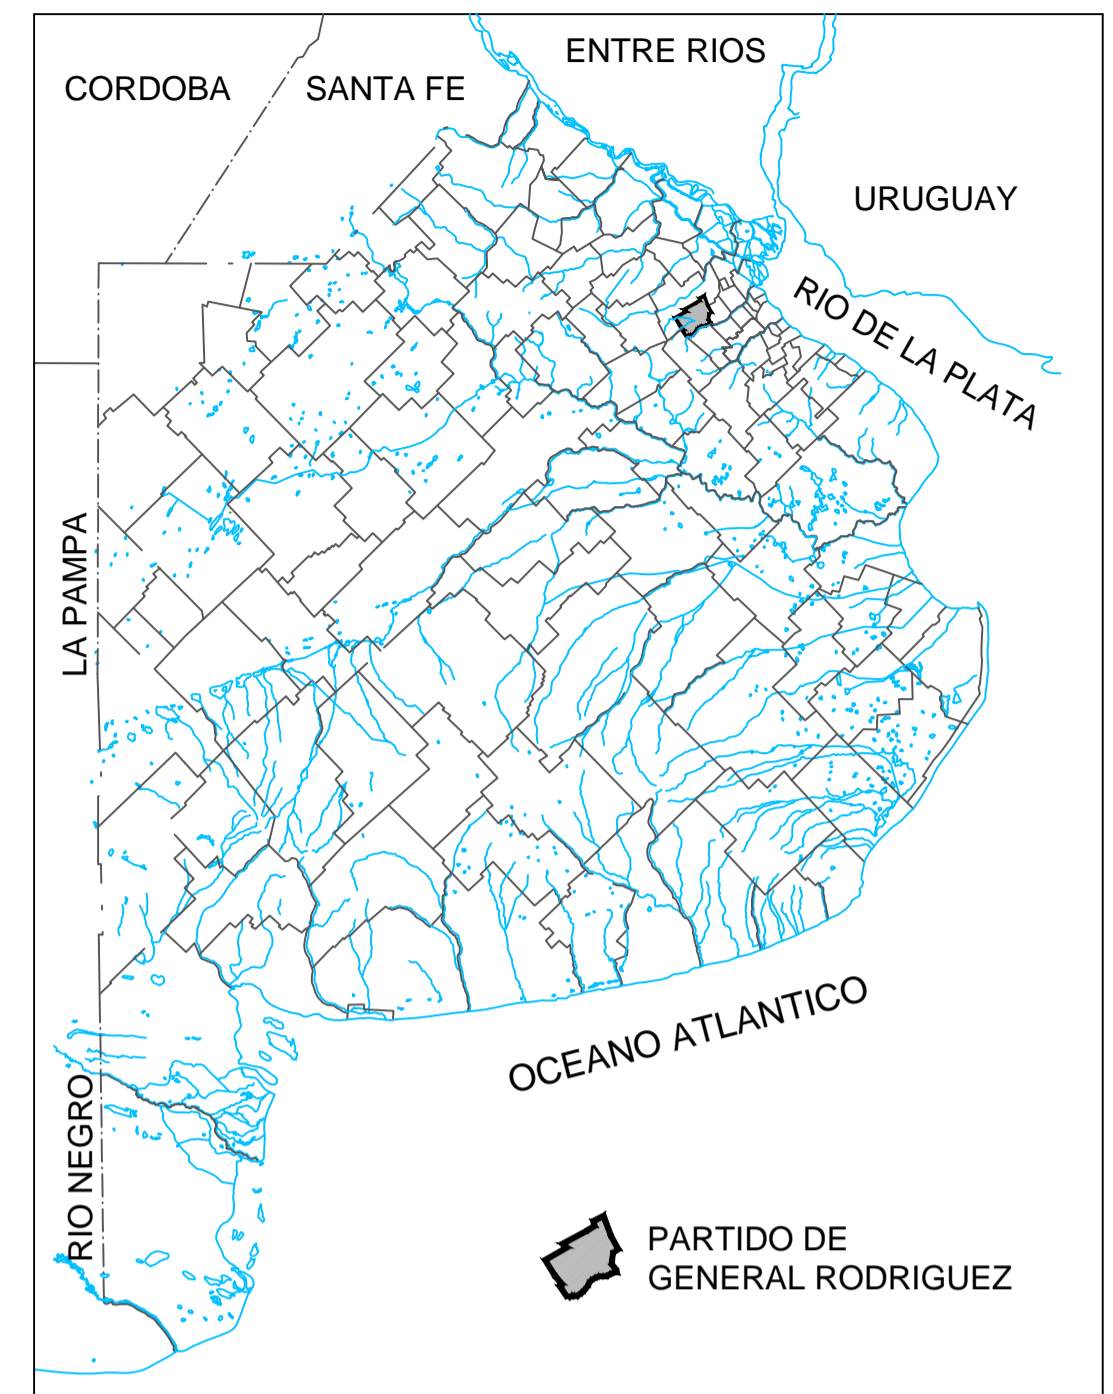 ENTRE RIOS
CORDOBA
SANTA FE
URUGUAY
RIO DE LA PLATA
LA PAMPA
OCEANO ATLANTICO
RIO NEGRO
PARTIDO DE
GENERAL RODRIGUEZ